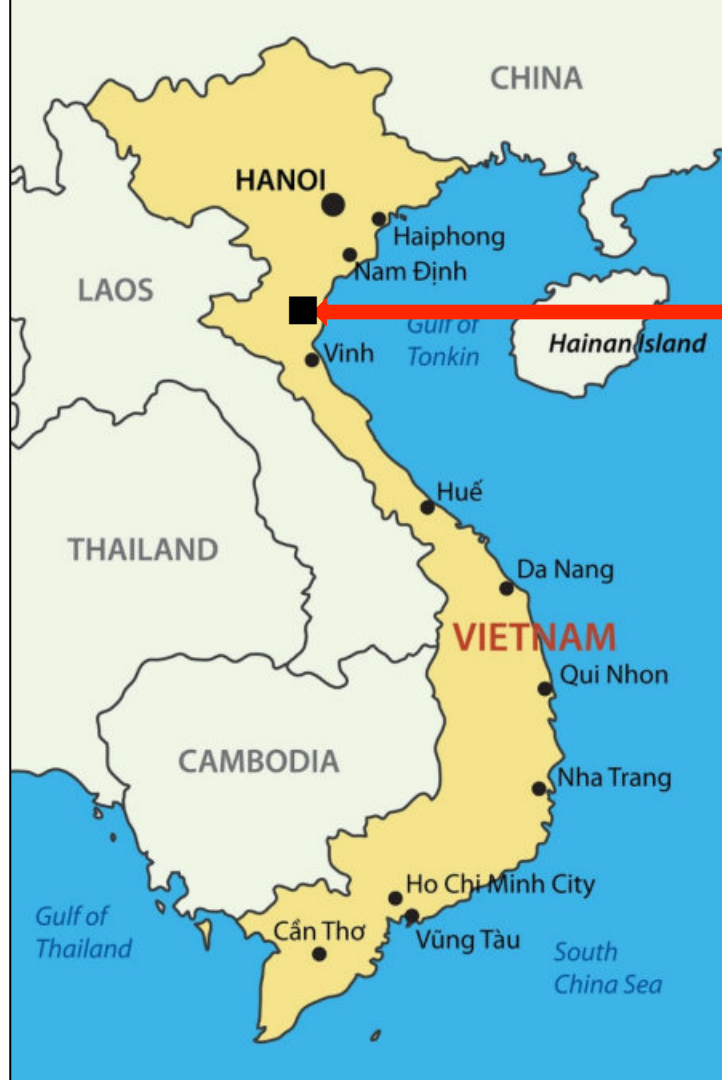 CHINA
HANOI
Haiphong
Nam Định
LAOS
Gulf of
Tonkin
Hainan Island
Vinh
Huế
THAILAND
Da Nang
VIETNAM
Qui Nhon
CAMBODIA
Nha Trang
Ho Chi Minh City
Gulf of
Thailand
Cần Thơ
Vũng Tàu
South
China Sea